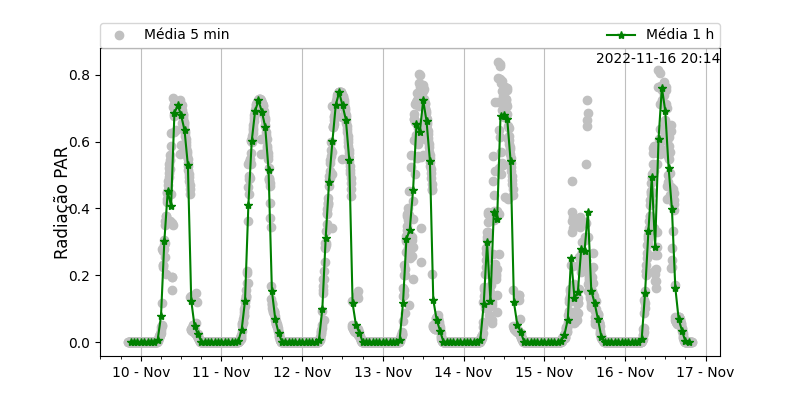 Média 5 min
Média 1 h
2022-11-16 20:14
Radiação PAR
0.8
0.6
0.4
0.2
0.0
10 - Nov
11 - Nov
12 - Nov
13 - Nov
14 - Nov
15 - Nov
16 - Nov
17 - Nov